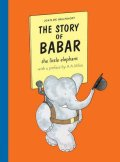 JEAN DE BRUNHOFF
THE STORY OF
BABAR
the little elephant
with a preface by A.A. Milne